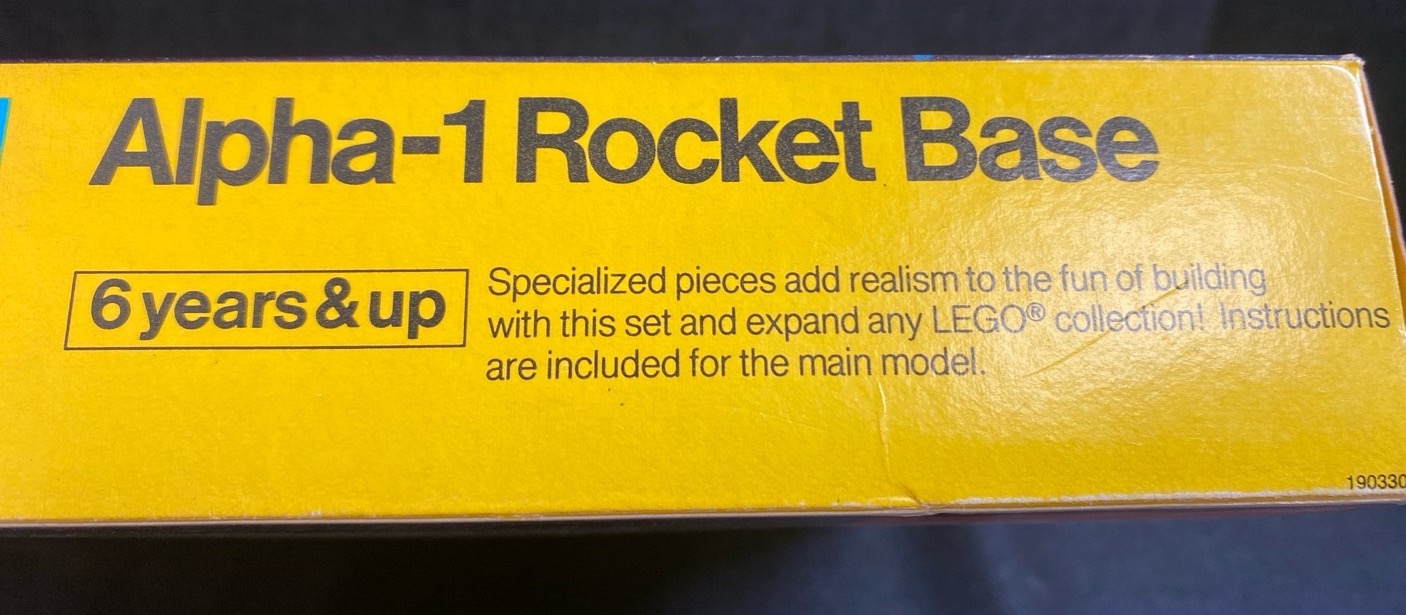 Alpha-1 Rocket Base
6 years & up
Specialized pieces add realism to the fun of building
with this set and expand any LEGO® collection! Instructions
are included for the main model.
190330